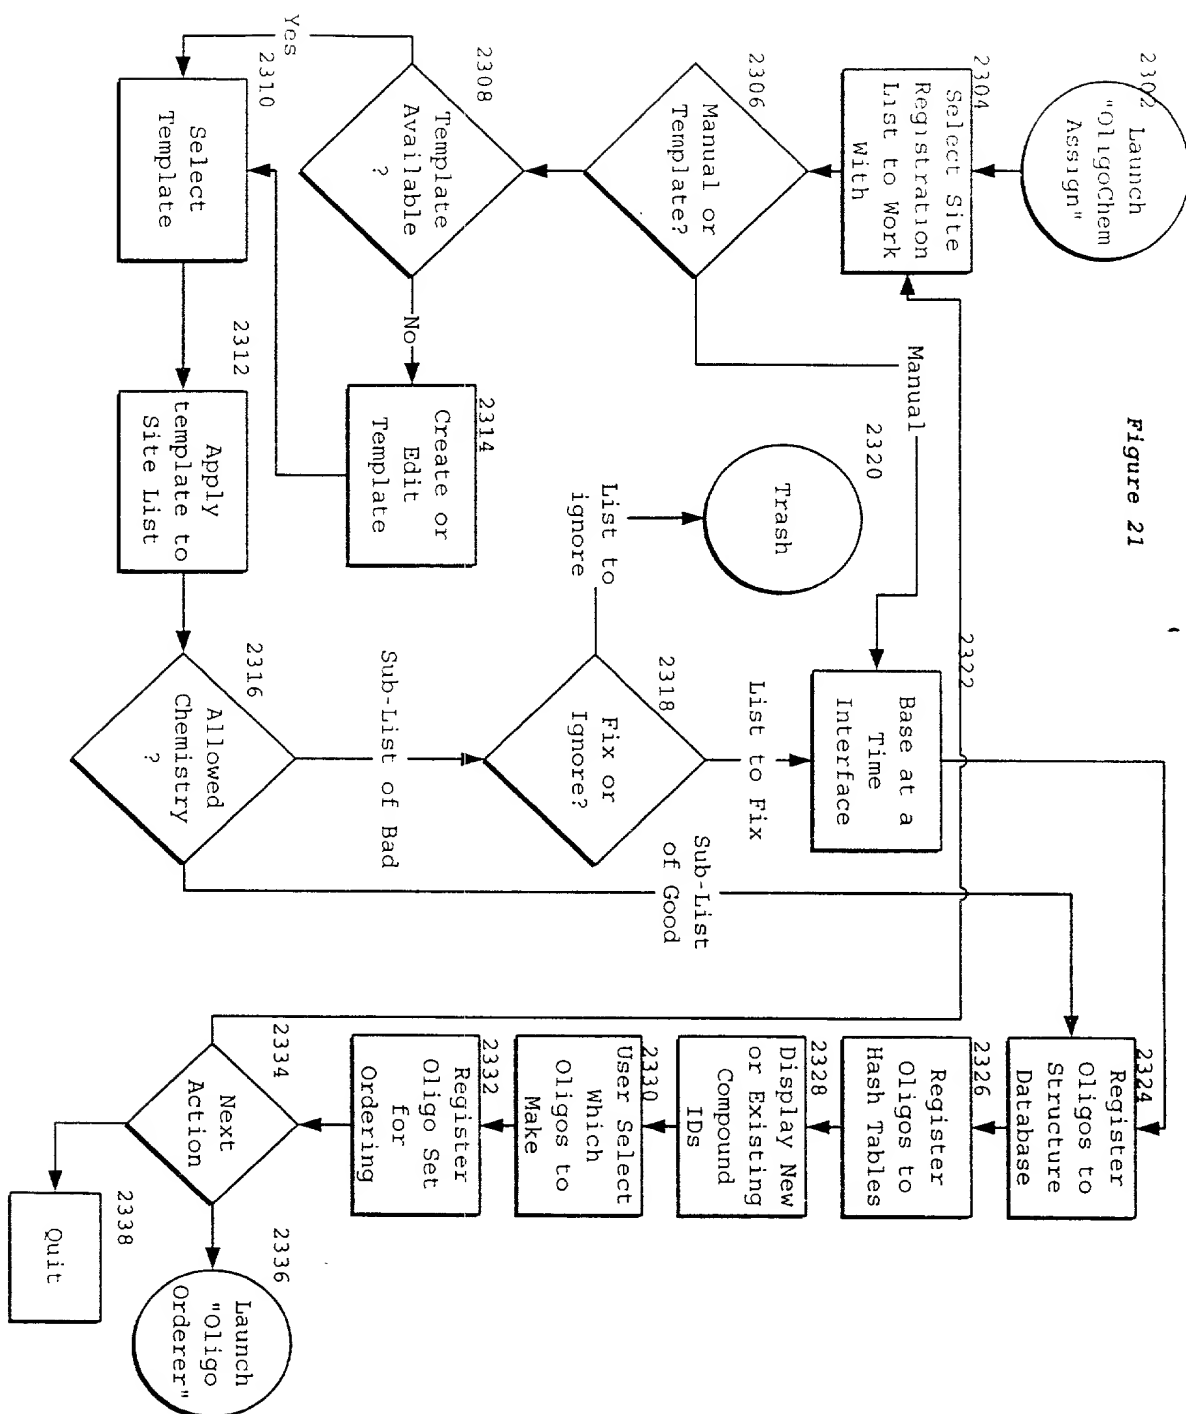 Figure 21
2302
Launch
"OligoChem
Assign"
2304
Select Site
Registration
List to Work
With
2306
Manual or
Template?
Manual
2308
Template
Available
?
Yes
No
2310
Select
Template
2312
Apply
template to
Site List
2314
Create or
Edit
Template
2316
Allowed
Chemistry
?
Sub-List of Bad
Sub-List
of Good
2318
Fix or
Ignore?
List to
ignore
List to Fix
2320
Trash
2322
Base at a
Time
Interface
2324
Register
Oligos to
Structure
Database
2326
Register
Oligos to
Hash Tables
2328
Display New
or Existing
Compound
IDs
2330
User Select
Which
Oligos to
Make
2332
Register
Oligo Set
for
Ordering
2334
Next
Action
2336
Launch
"Oligo
Orderer"
2338
Quit